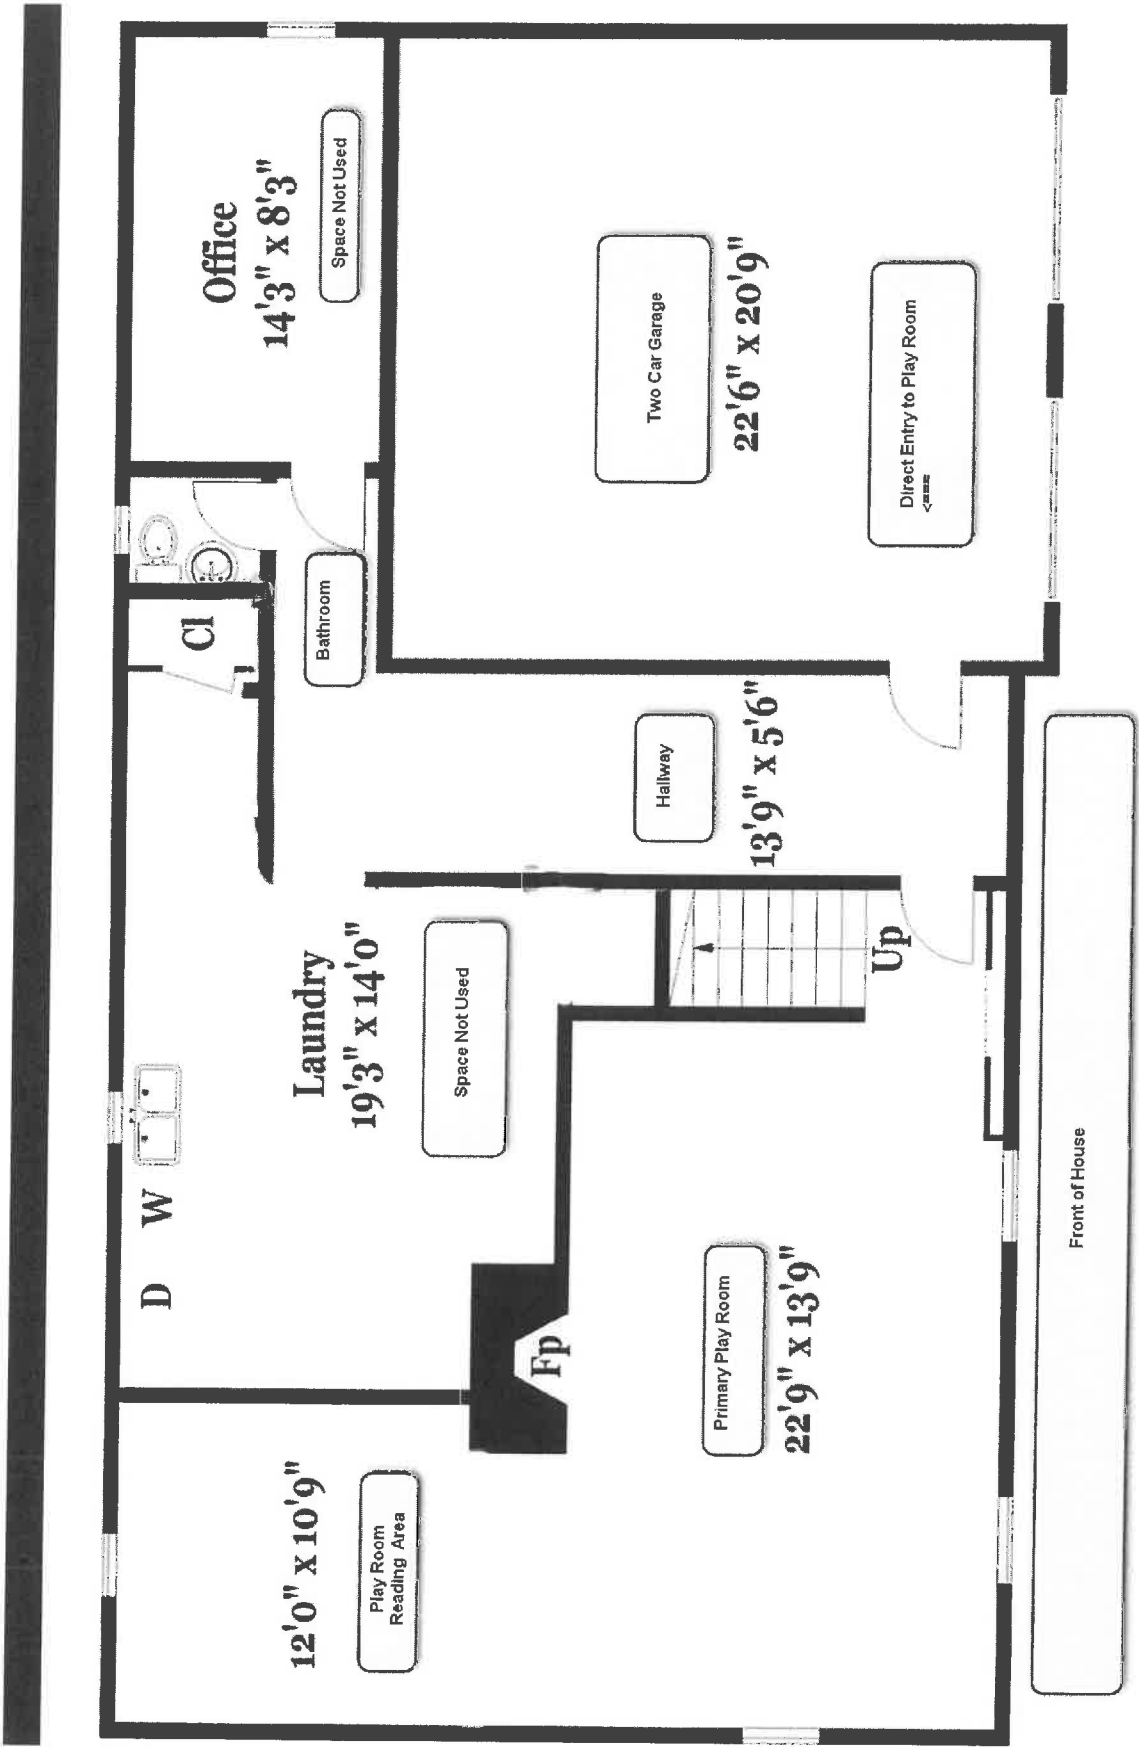 Office
14'3" x 8'3"
Space Not Used
Two Car Garage
22'6" x 20'9"
Direct Entry to Play Room
<===
Cl
Bathroom
Hallway
13'9" x 5'6"
Laundry
19'3" x 14'0"
Space Not Used
Up
D W
Fp
Primary Play Room
22'9" x 13'9"
12'0" x 10'9"
Play Room
Reading Area
Front of House